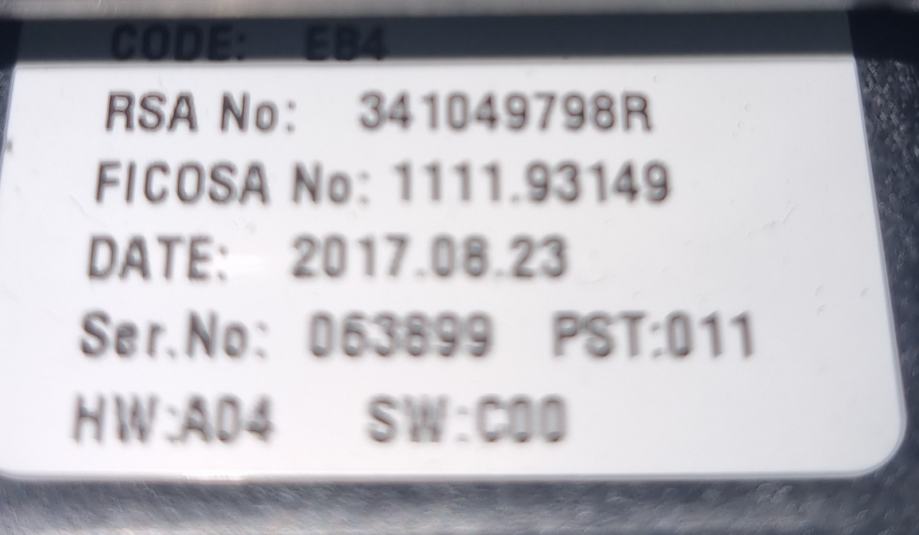 CODE: EB4
RSA No: 341049798R
FICOSA No: 1111.93149
DATE: 2017.08.23
Ser.No: 063899 PST:011
HW:A04 SW:C00